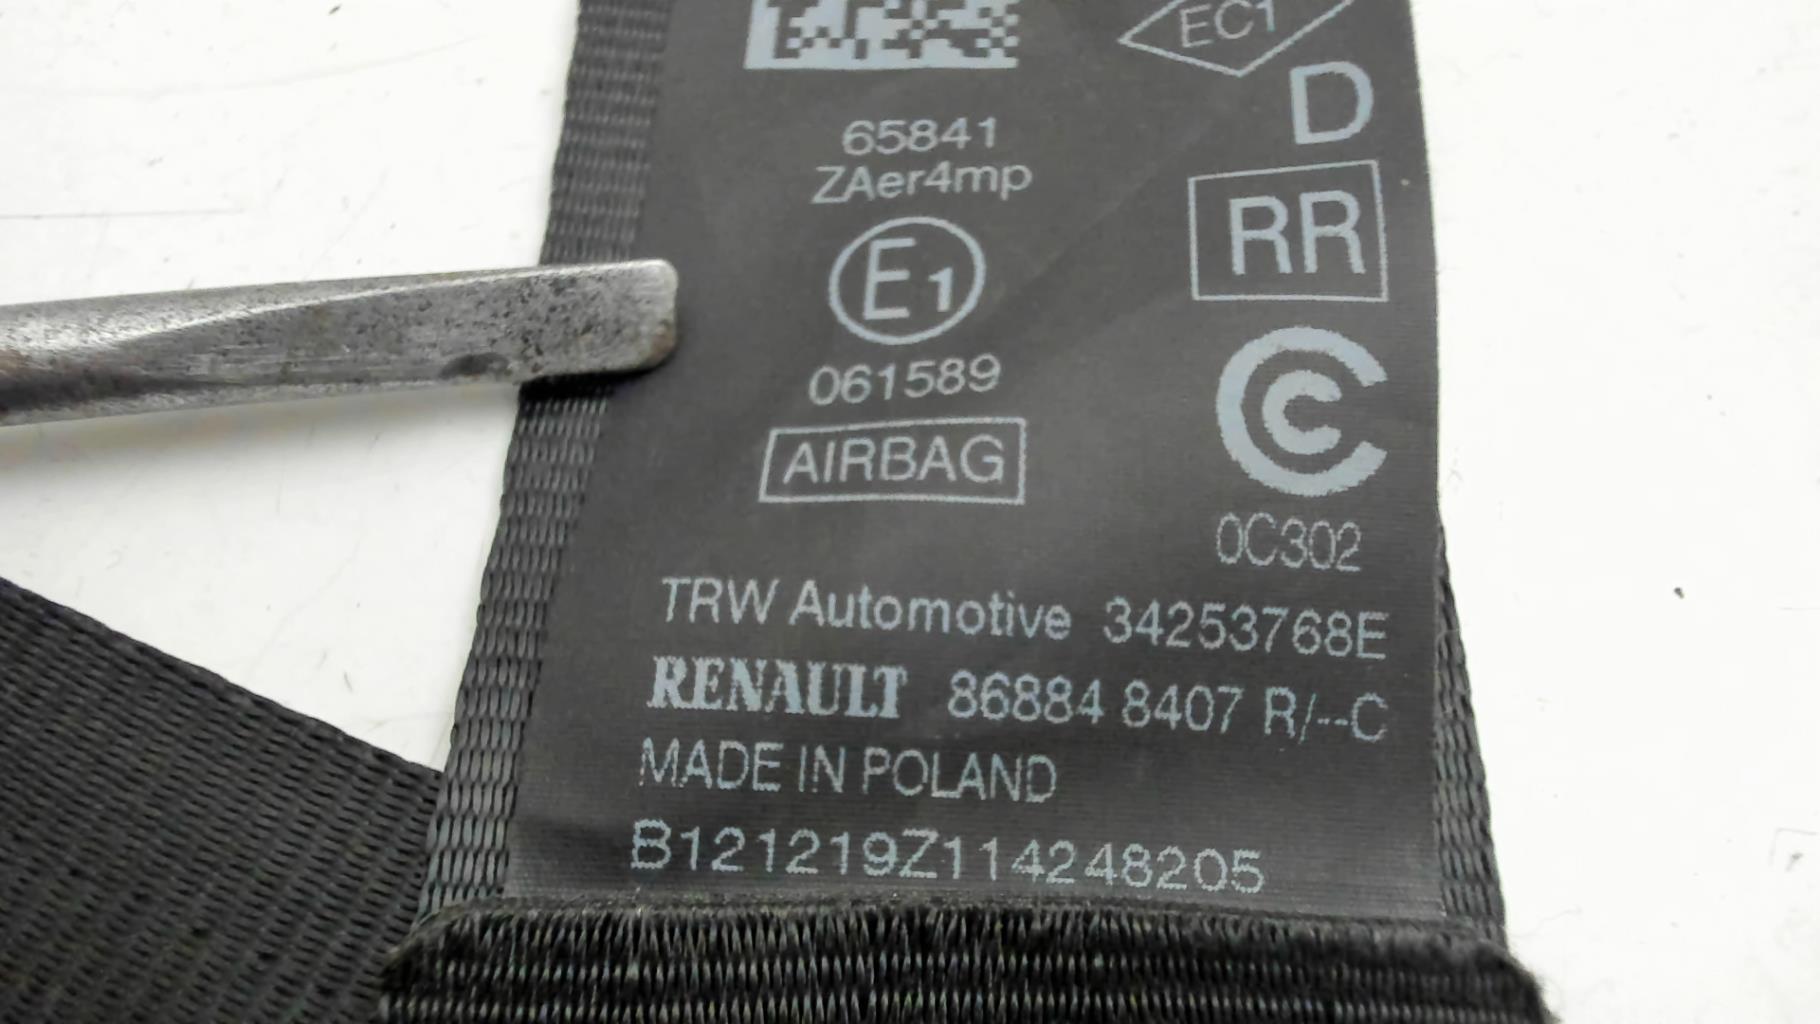 EC1
D
65841
ZAer4mp
RR
E1
061589
AIRBAG
0C302
TRW Automotive 34253768E
RENAULT 86884 8407 R/--C
MADE IN POLAND
B121219Z114248205